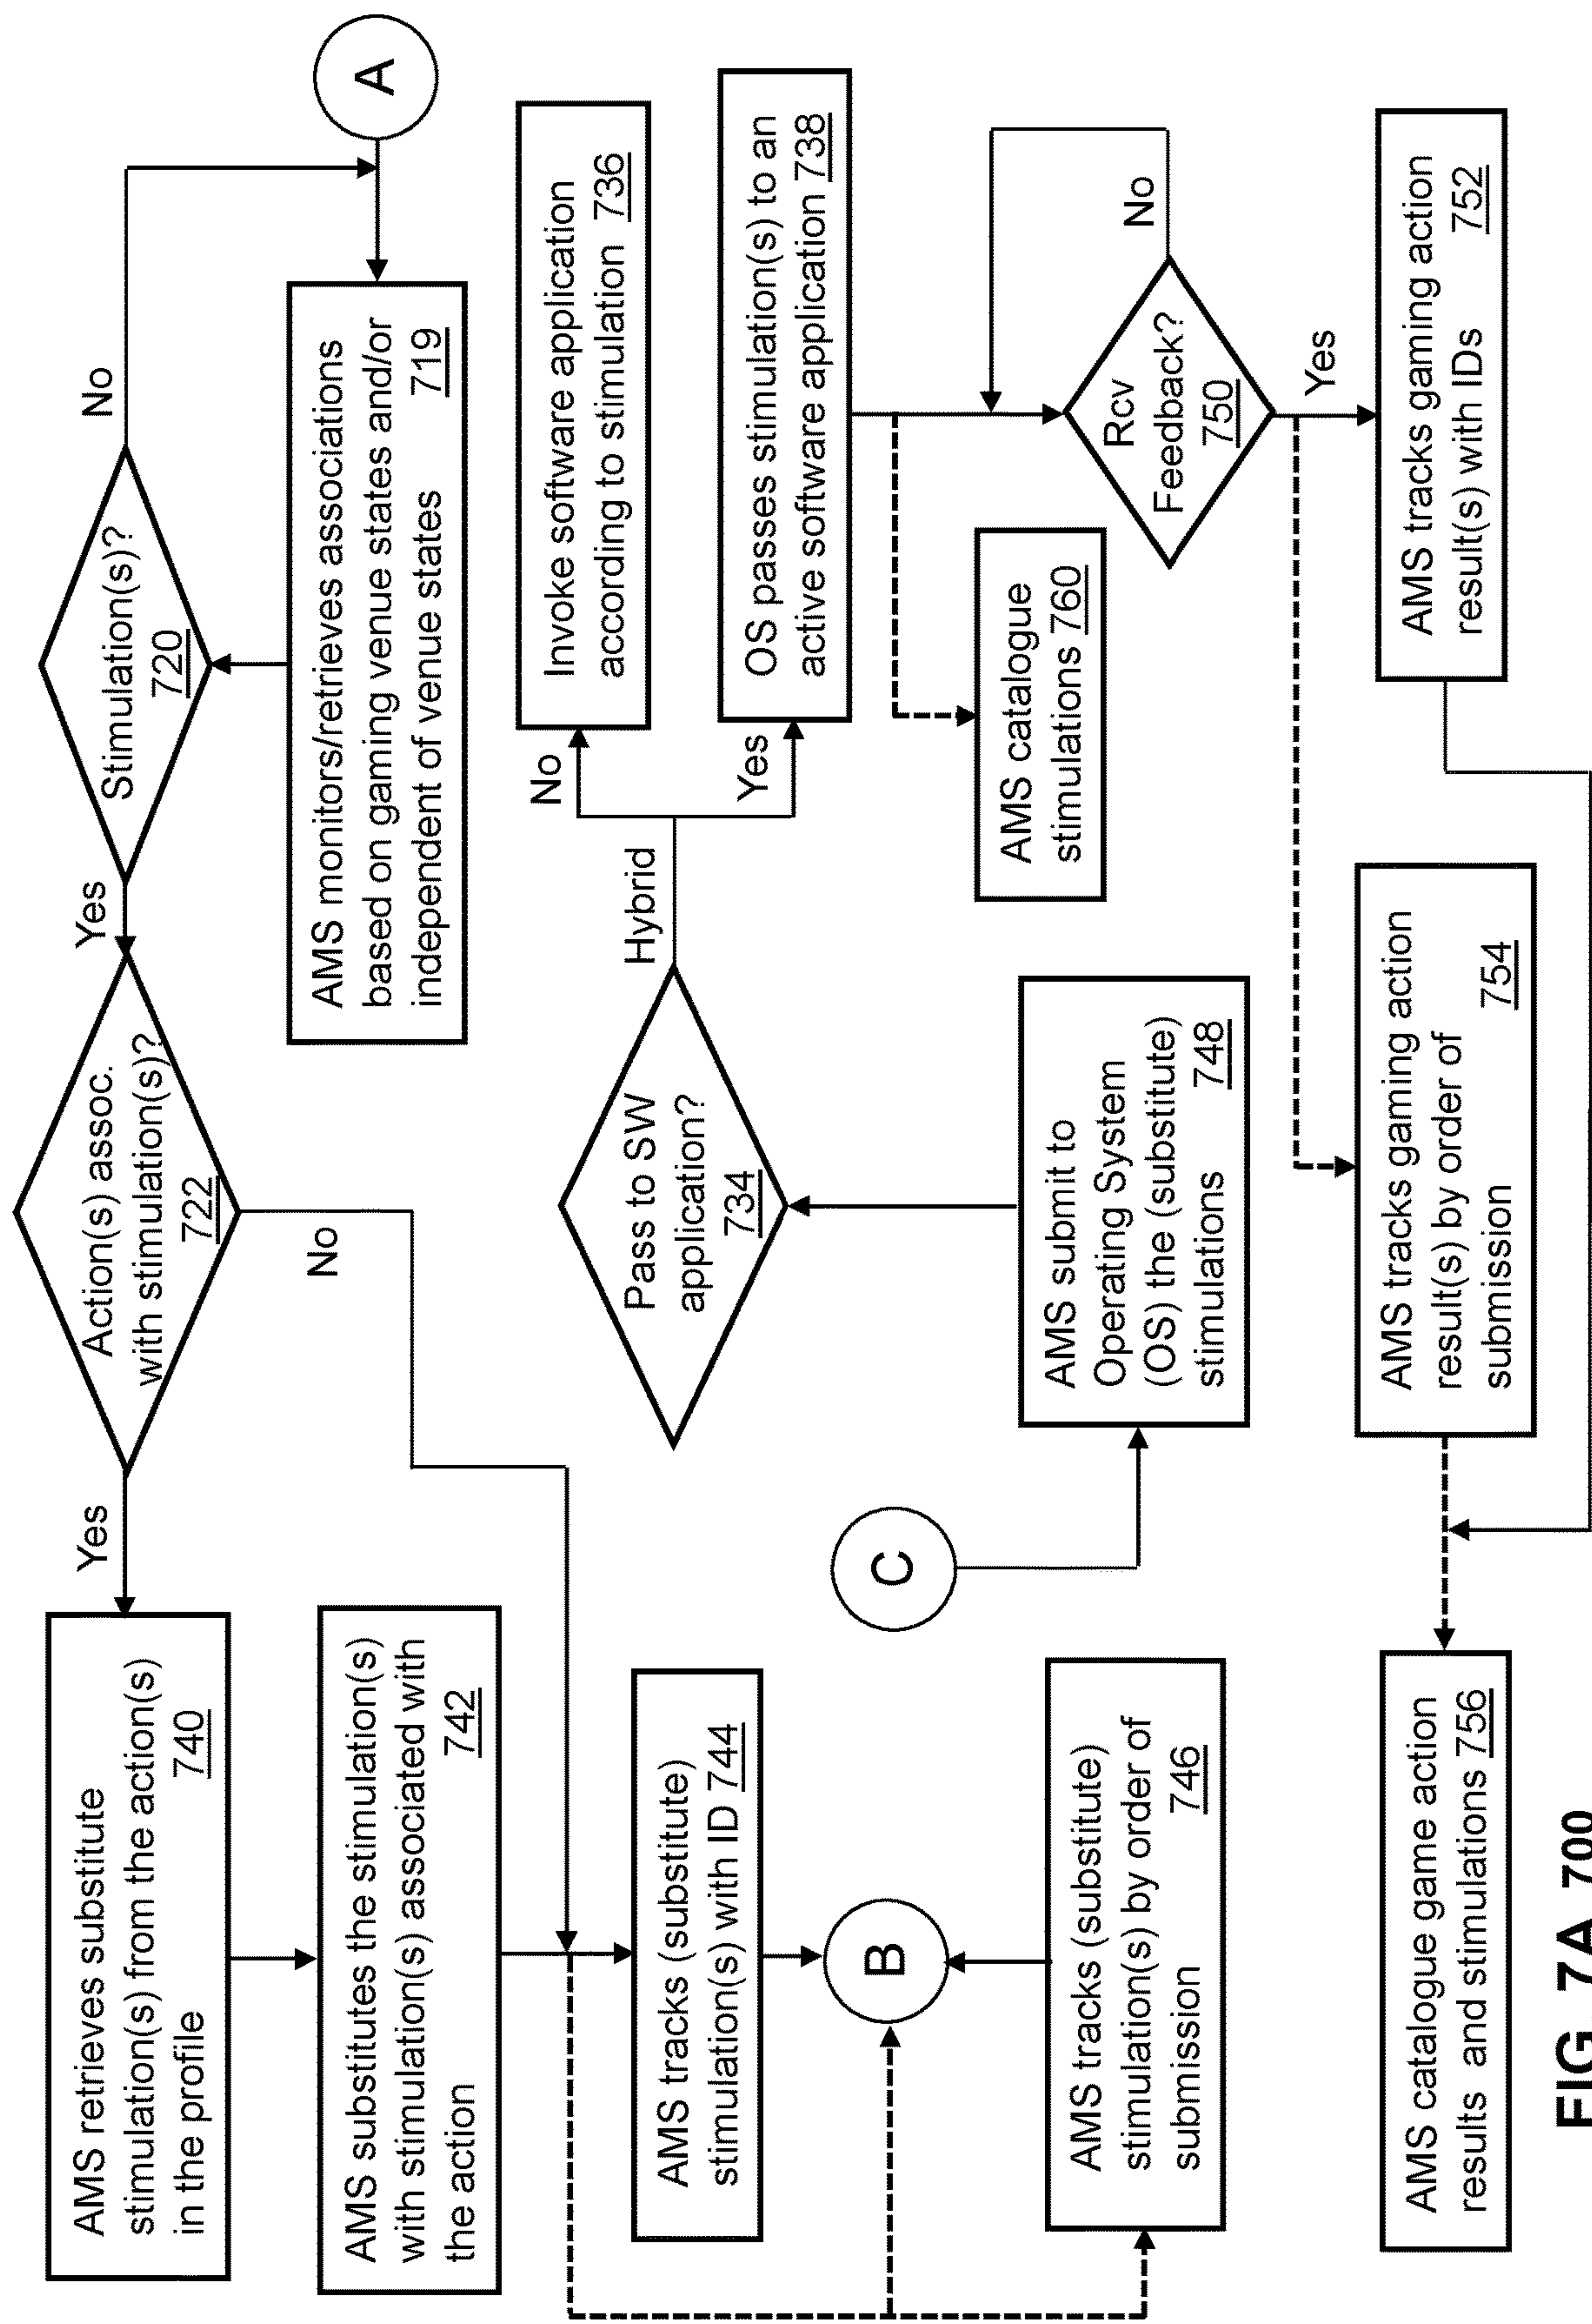 A
AMS monitors/retrieves associations
based on gaming venue states and/or
independent of venue states 719
Stimulation(s)?
720
No
Yes
Action(s) assoc.
with stimulation(s)?
722
Yes
No
AMS retrieves substitute
stimulation(s) from the action(s)
in the profile 740
AMS substitutes the stimulation(s)
with stimulation(s) associated with
the action 742
AMS tracks (substitute)
stimulation(s) with ID 744
B
AMS tracks (substitute)
stimulation(s) by order of
submission 746
C
AMS submit to
Operating System
(OS) the (substitute)
stimulations 748
Pass to SW
application?
734
Hybrid
No
Yes
Invoke software application
according to stimulation 736
OS passes stimulation(s) to an
active software application 738
AMS catalogue
stimulations 760
Rcv
Feedback?
750
No
Yes
AMS tracks gaming action
result(s) with IDs 752
AMS tracks gaming action
result(s) by order of
submission 754
AMS catalogue game action
results and stimulations 756
FIG. 7A 700